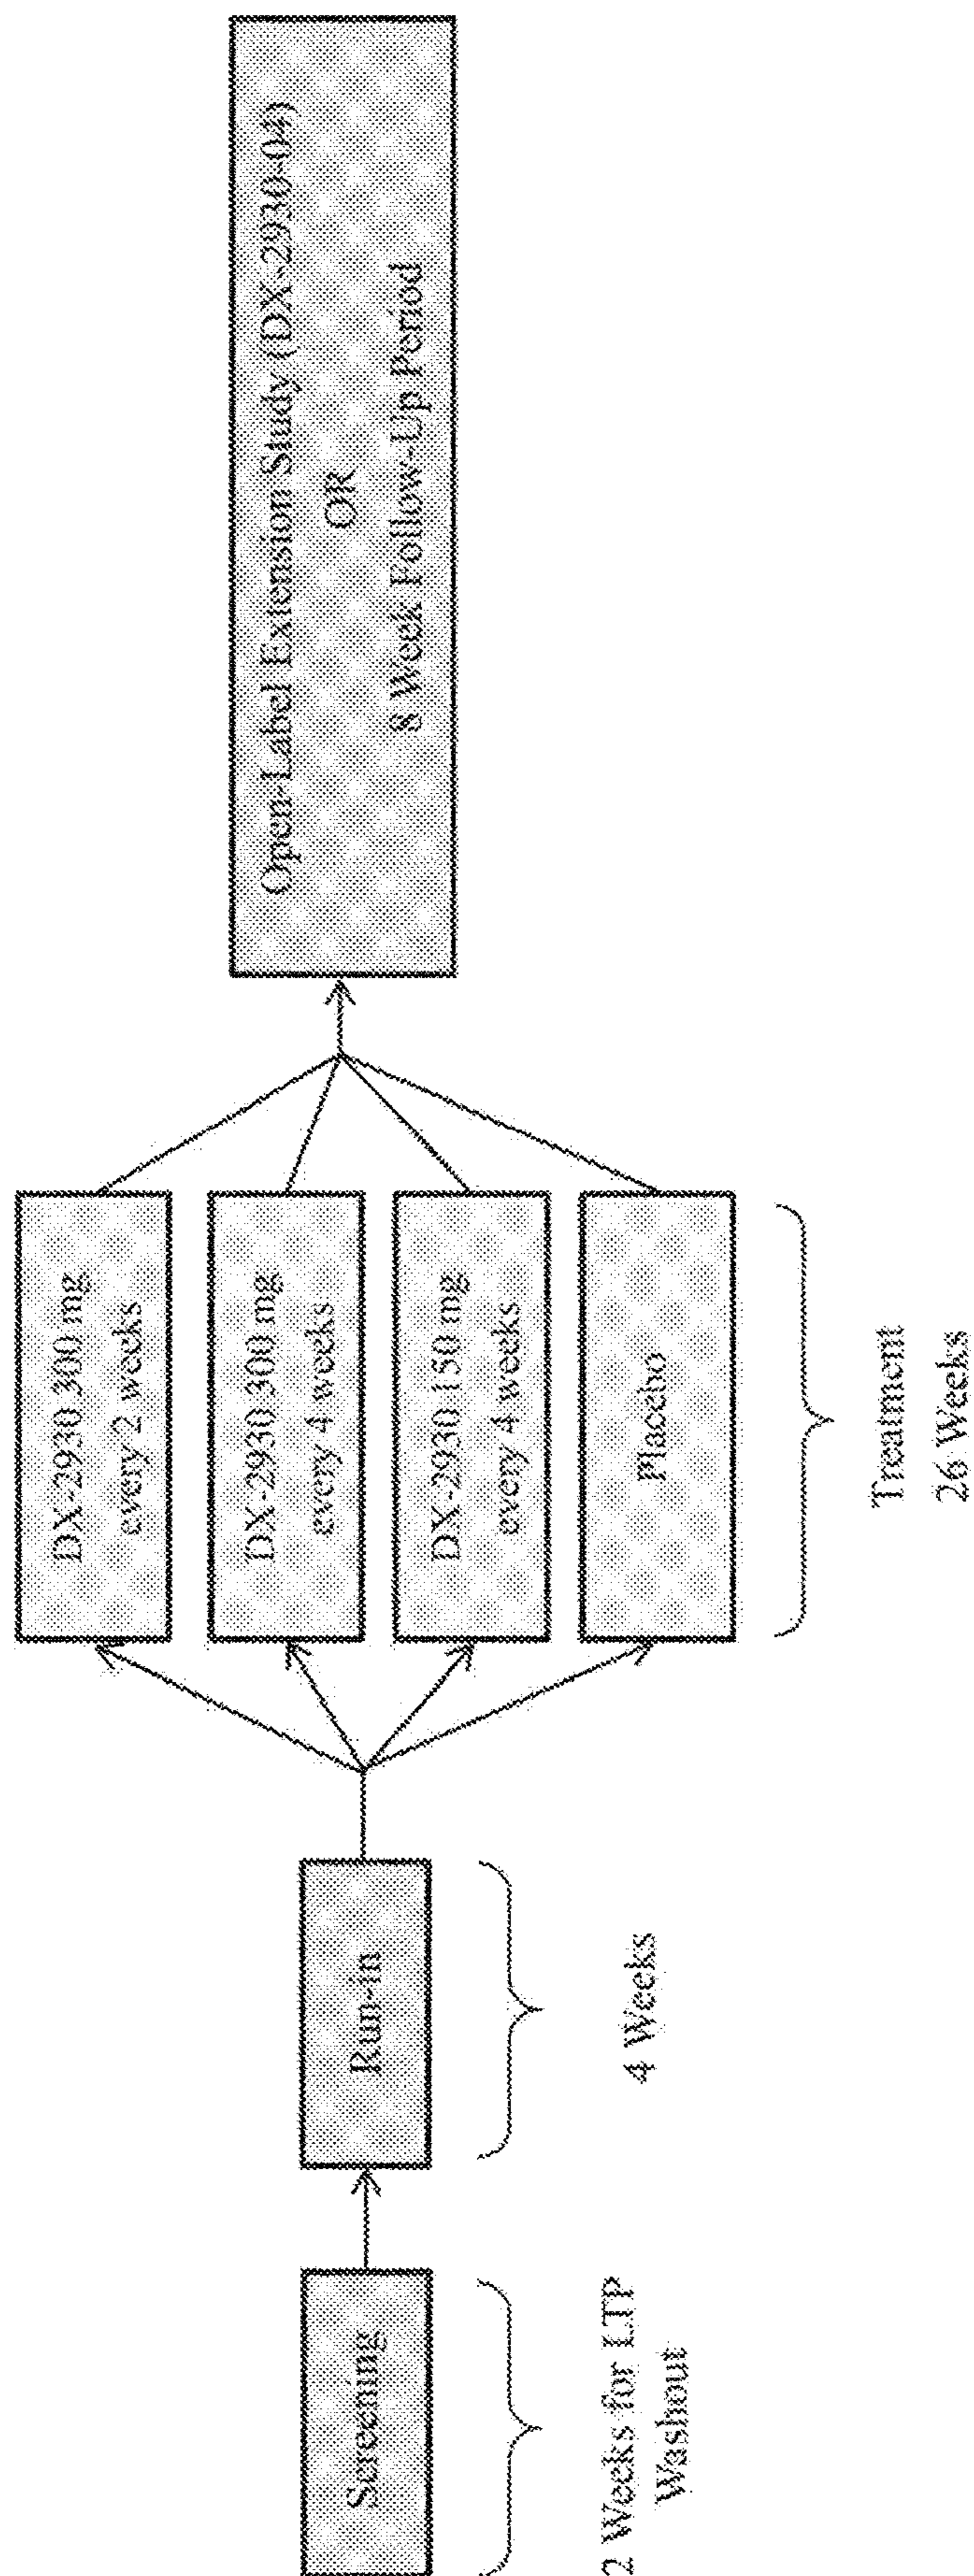 Screening
2 Weeks for LTP
Washout
Run-in
4 Weeks
DX-2930 300 mg
every 2 weeks
DX-2930 300 mg
every 4 weeks
DX-2930 150 mg
every 4 weeks
Placebo
Treatment
26 Weeks
Open-Label Extension Study (DX-2930-04)
OR
8 Week Follow-Up Period